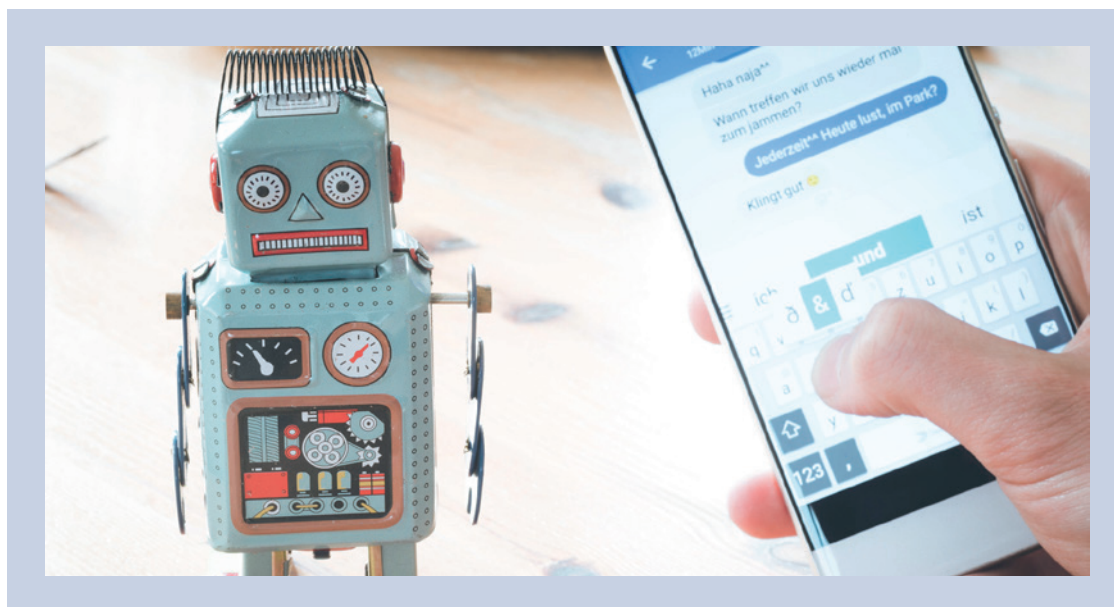 12Min
Haha naja^^
Wann treffen wir uns wieder mal
zum jammen?
Jederzeit^^ Heute lust, im Park?
Klingt gut
und
ich
ist
ð & ď
q z u i o p
a k l
y
123 ,